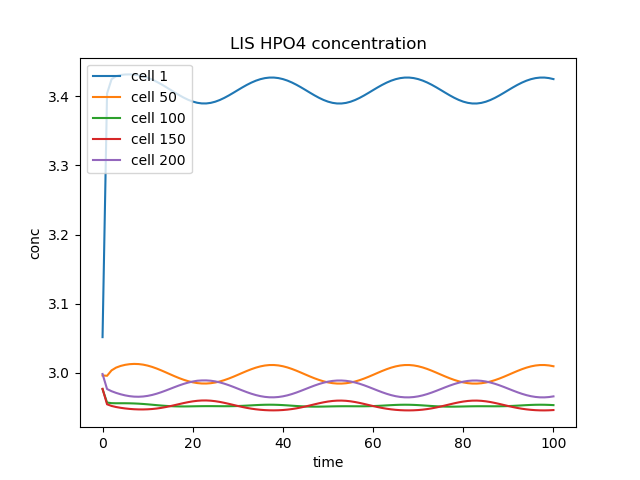 LIS HPO4 concentration
cell 1
cell 50
cell 100
cell 150
cell 200
conc
3.4
3.3
3.2
3.1
3.0
0
20
40
60
80
100
time